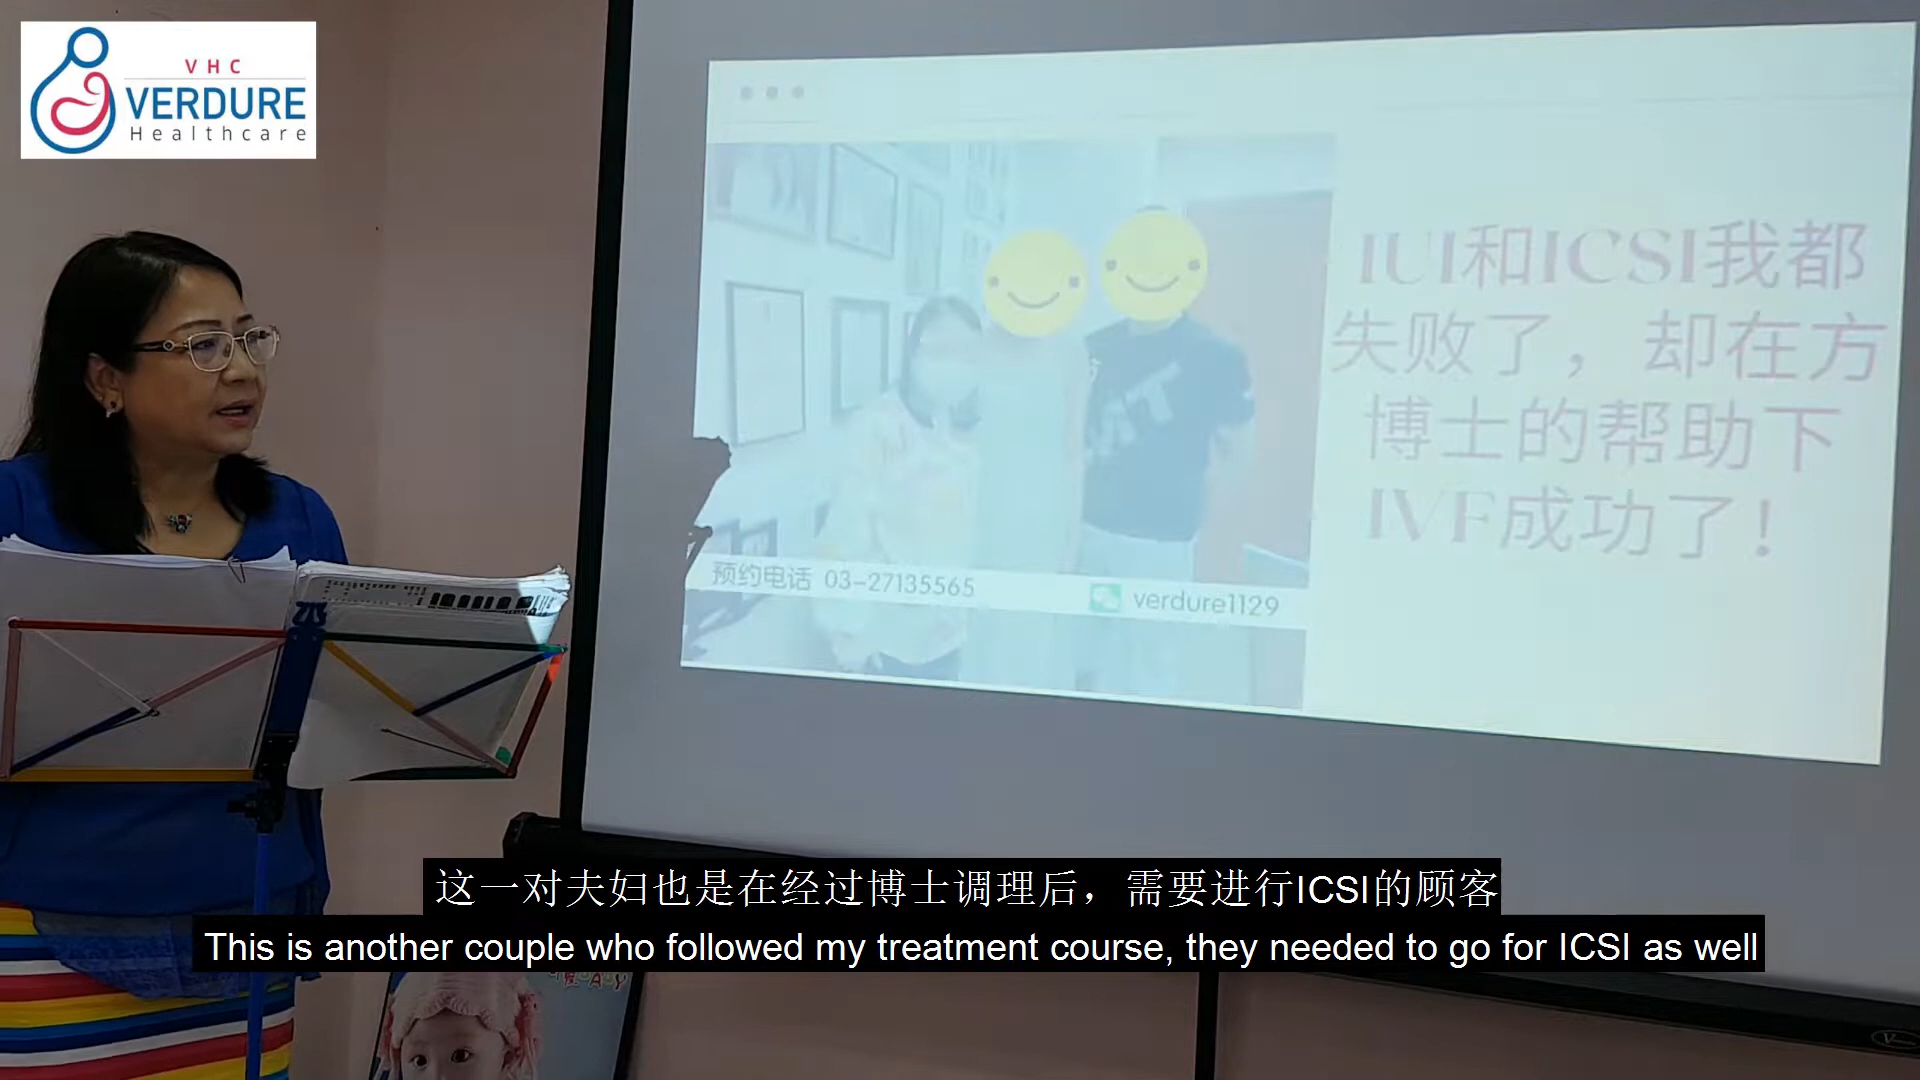 VHC
VERDURE
Healthcare
IUI和ICSI我都
失败了，却在方
博士的帮助下
IVF成功了！
预约电话 03-27135565
verdure1129
这一对夫妇也是在经过博士调理后，需要进行ICSI的顾客
This is another couple who followed my treatment course, they needed to go for ICSI as well